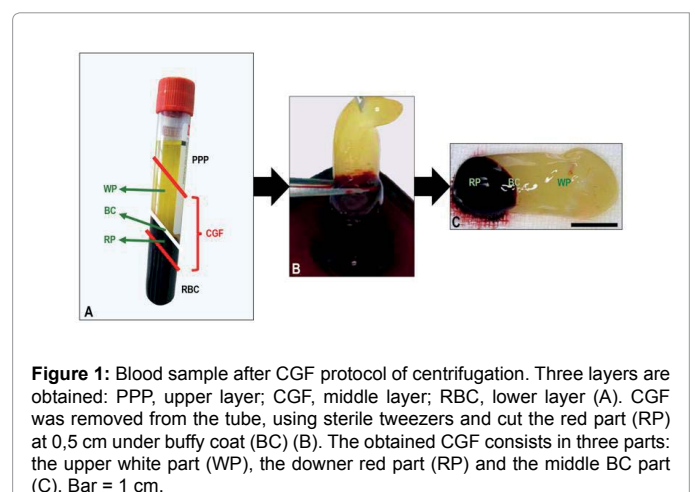 PPP
WP
BC
CGF
RP
RBC
A
B
RP BC WP
C
Figure 1: Blood sample after CGF protocol of centrifugation. Three layers are
obtained: PPP, upper layer; CGF, middle layer; RBC, lower layer (A). CGF
was removed from the tube, using sterile tweezers and cut the red part (RP)
at 0,5 cm under buffy coat (BC) (B). The obtained CGF consists in three parts:
the upper white part (WP), the downer red part (RP) and the middle BC part
(C). Bar = 1 cm.